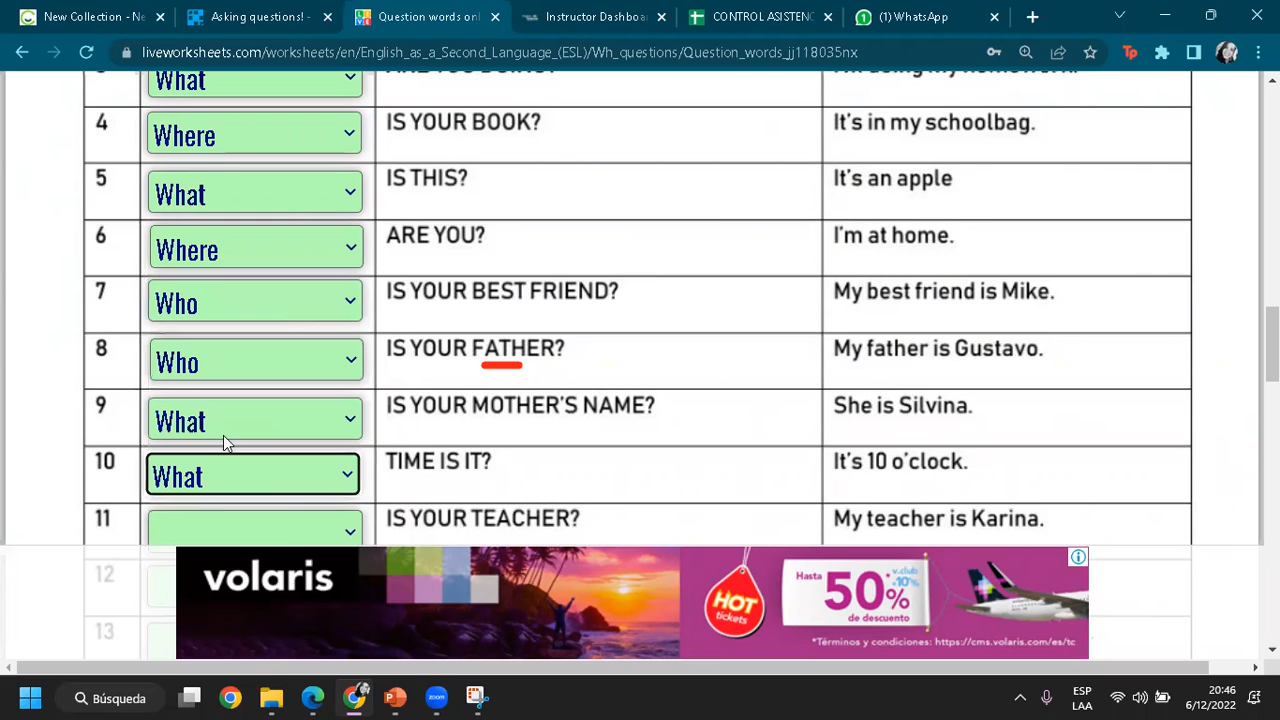 New Collection - Ne
Asking questions! -
Question words onl
Instructor Dashboa
CONTROL ASISTENC
(1) WhatsApp
liveworksheets.com/worksheets/en/English_as_a_Second_Language_(ESL)/Wh_questions/Question_words_jj118035nx
What
4 Where IS YOUR BOOK? It's in my schoolbag.
5 What IS THIS? It's an apple
6 Where ARE YOU? I'm at home.
7 Who IS YOUR BEST FRIEND? My best friend is Mike.
8 Who IS YOUR FATHER? My father is Gustavo.
9 What IS YOUR MOTHER'S NAME? She is Silvina.
10 What TIME IS IT? It's 10 o'clock.
11 IS YOUR TEACHER? My teacher is Karina.
12
13
volaris
HOT
tickets
Hasta
50%
de descuento
v.club
+10%
*Términos y condiciones: https://cms.volaris.com/es/tc
Búsqueda
zoom
ESP
LAA
20:46
6/12/2022